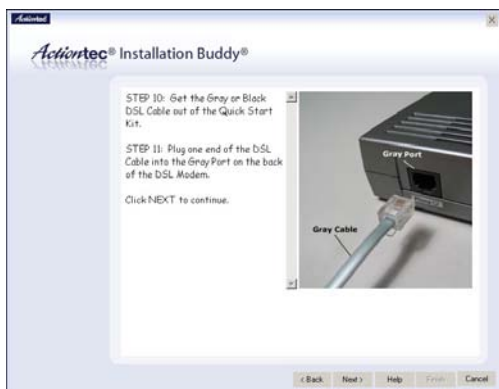 Actiontec
Actiontec® Installation Buddy®
STEP 10: Get the Gray or Black
DSL Cable out of the Quick Start
Kit.
STEP 11: Plug one end of the DSL
Cable into the Gray Port on the back
of the DSL Modem.
Click NEXT to continue.
Gray Port
Gray Cable
< Back
Next >
Help
Finish
Cancel